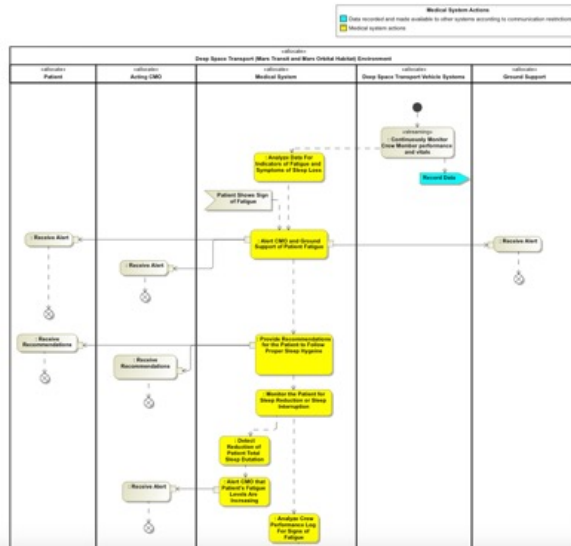 Medical System Actions
Data recorded and made available to other systems according to communication restrictions
Medical system actions
«allocate»
Deep Space Transport (Mars Transit and Mars Orbital Habitat) Environment
«allocate»
Patient
«allocate»
Acting CMO
«allocate»
Medical System
«allocate»
Deep Space Transport Vehicle Systems
«allocate»
Ground Support
«streaming»
: Continuously Monitor
Crew Member performance
and vitals
: Analyze Data For
Indicators of Fatigue and
Symptoms of Sleep Loss
Record Data
Patient Shows Sign
of Fatigue
: Receive Alert
: Alert CMO and Ground
Support of Patient Fatigue
: Receive Alert
: Receive Alert
: Receive
Recommendations
: Provide Recommendations
for the Patient to Follow
Proper Sleep Hygiene
: Receive
Recommendations
: Monitor the Patient for
Sleep Reduction or Sleep
Interruption
: Detect
Reduction of
Patient Total
Sleep Dutation
: Receive Alert
: Alert CMO that
Patient's Fatigue
Levels Are
Increasing
: Analyze Crew
Performance Log
For Signs of
Fatigue